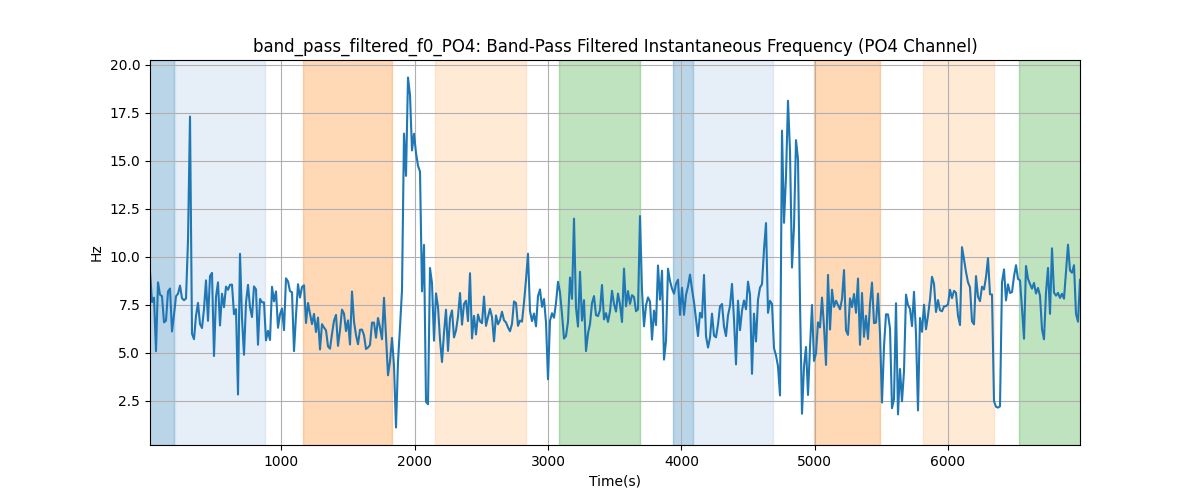 band_pass_filtered_f0_PO4: Band-Pass Filtered Instantaneous Frequency (PO4 Channel)
20.0
17.5
15.0
12.5
10.0
7.5
5.0
2.5
Hz
1000 2000 3000 4000 5000 6000
Time(s)